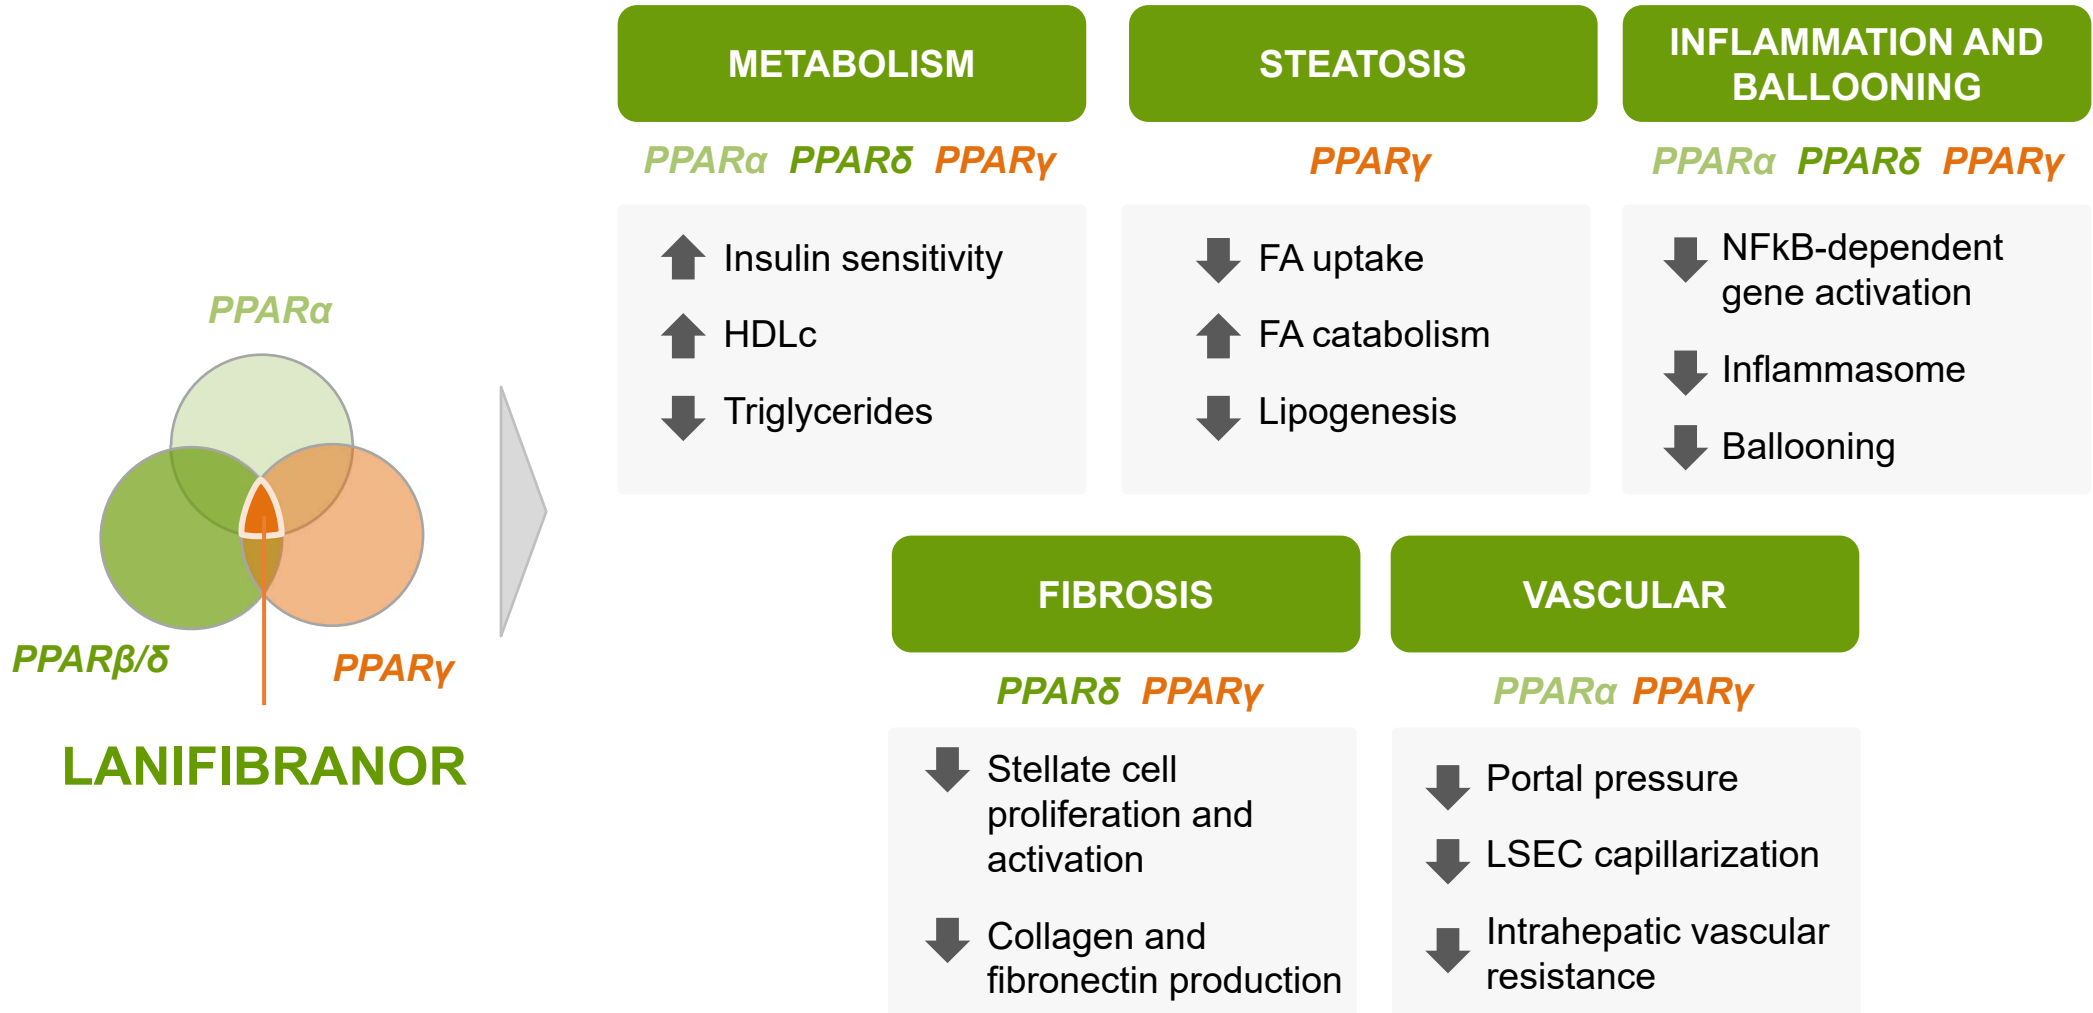 PPARα
PPARβ/δ
PPARγ
LANIFIBRANOR
METABOLISM
PPARα PPARδ PPARγ
Insulin sensitivity
HDLc
Triglycerides
STEATOSIS
PPARγ
FA uptake
FA catabolism
Lipogenesis
INFLAMMATION AND
BALLOONING
PPARα PPARδ PPARγ
NFkB-dependent
gene activation
Inflammasome
Ballooning
FIBROSIS
PPARδ PPARγ
Stellate cell
proliferation and
activation
Collagen and
fibronectin production
VASCULAR
PPARα PPARγ
Portal pressure
LSEC capillarization
Intrahepatic vascular
resistance